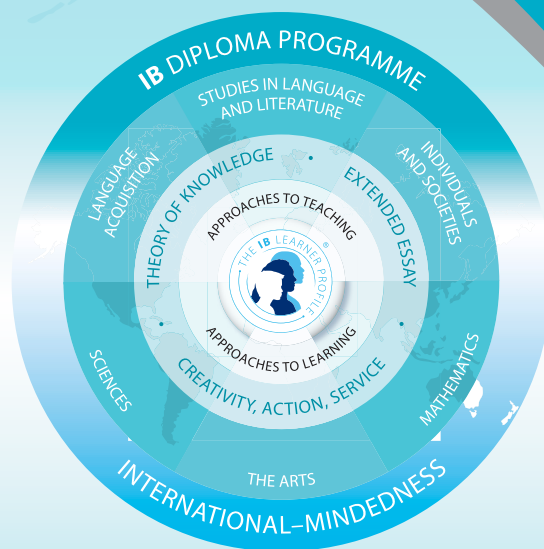 IB DIPLOMA PROGRAMME
STUDIES IN LANGUAGE
AND LITERATURE
LANGUAGE
ACQUISITION
INDIVIDUALS
AND SOCIETIES
THEORY OF KNOWLEDGE
EXTENDED ESSAY
APPROACHES TO TEACHING
THE IB LEARNER PROFILE
®
APPROACHES TO LEARNING
CREATIVITY, ACTION, SERVICE
SCIENCES
MATHEMATICS
THE ARTS
INTERNATIONAL–MINDEDNESS